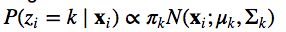 P(z_i = k | 𝐱_i) ∝ π_k N(𝐱_i; μ_k, Σ_k)